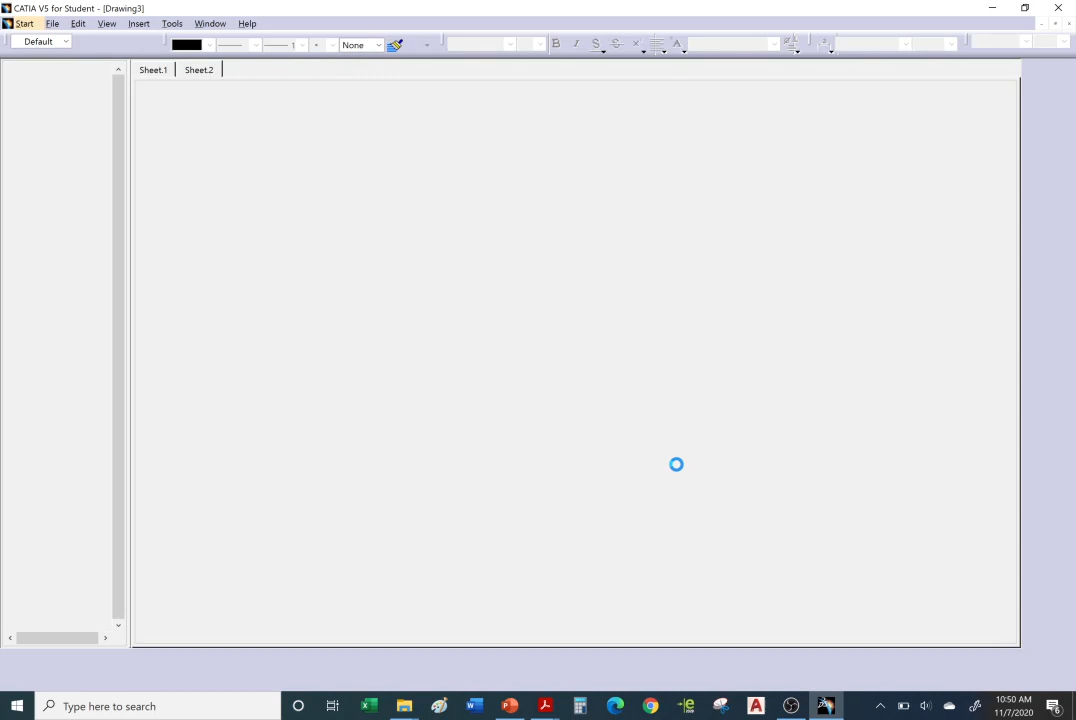 CATIA V5 for Student - [Drawing3]
Start File Edit View Insert Tools Window Help
Default
1
None
B I S
Sheet.1 Sheet.2
Type here to search
10:50 AM
11/7/2020
6